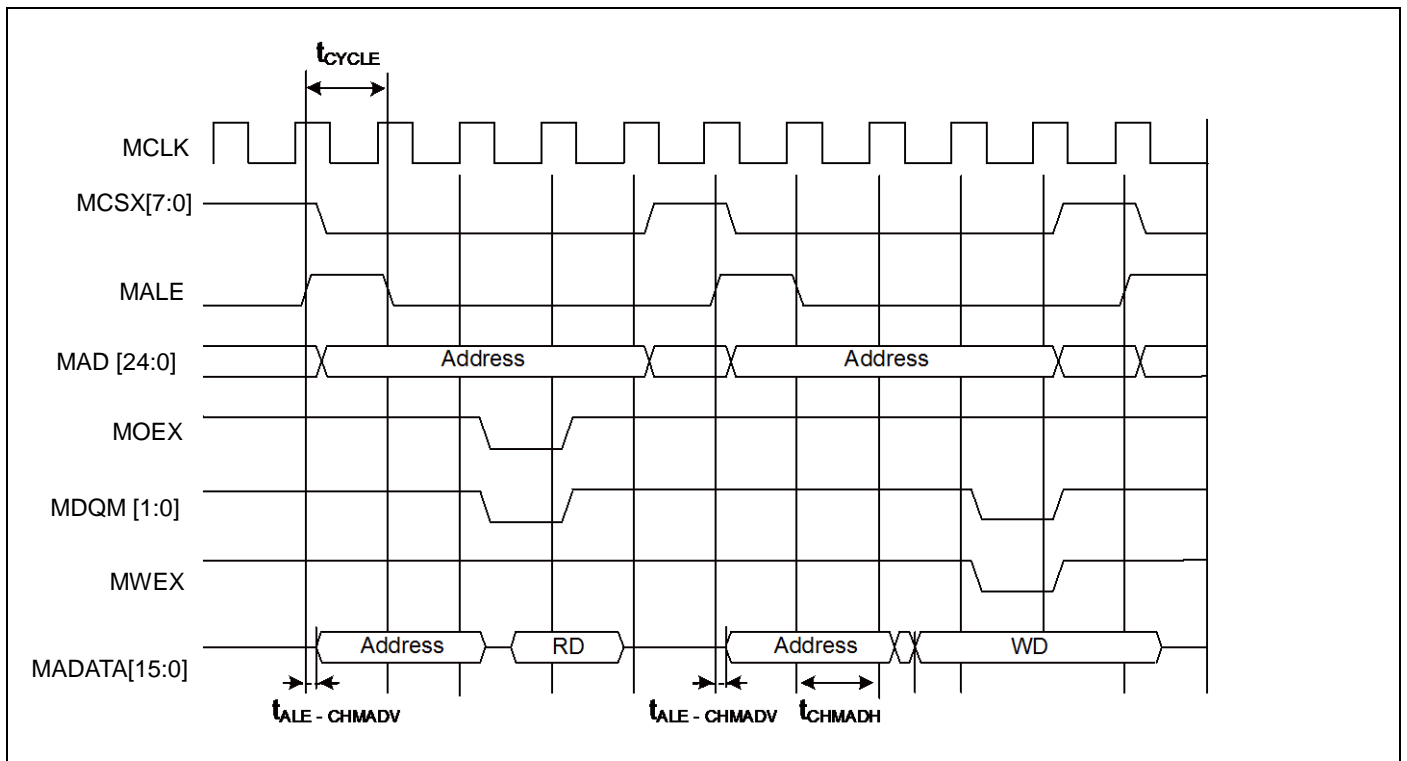 tCYCLE
MCLK
MCSX[7:0]
MALE
MAD [24:0]
Address
Address
MOEX
MDQM [1:0]
MWEX
MADATA[15:0]
Address
RD
Address
WD
tALE - CHMADV
tALE - CHMADV
tCHMADH